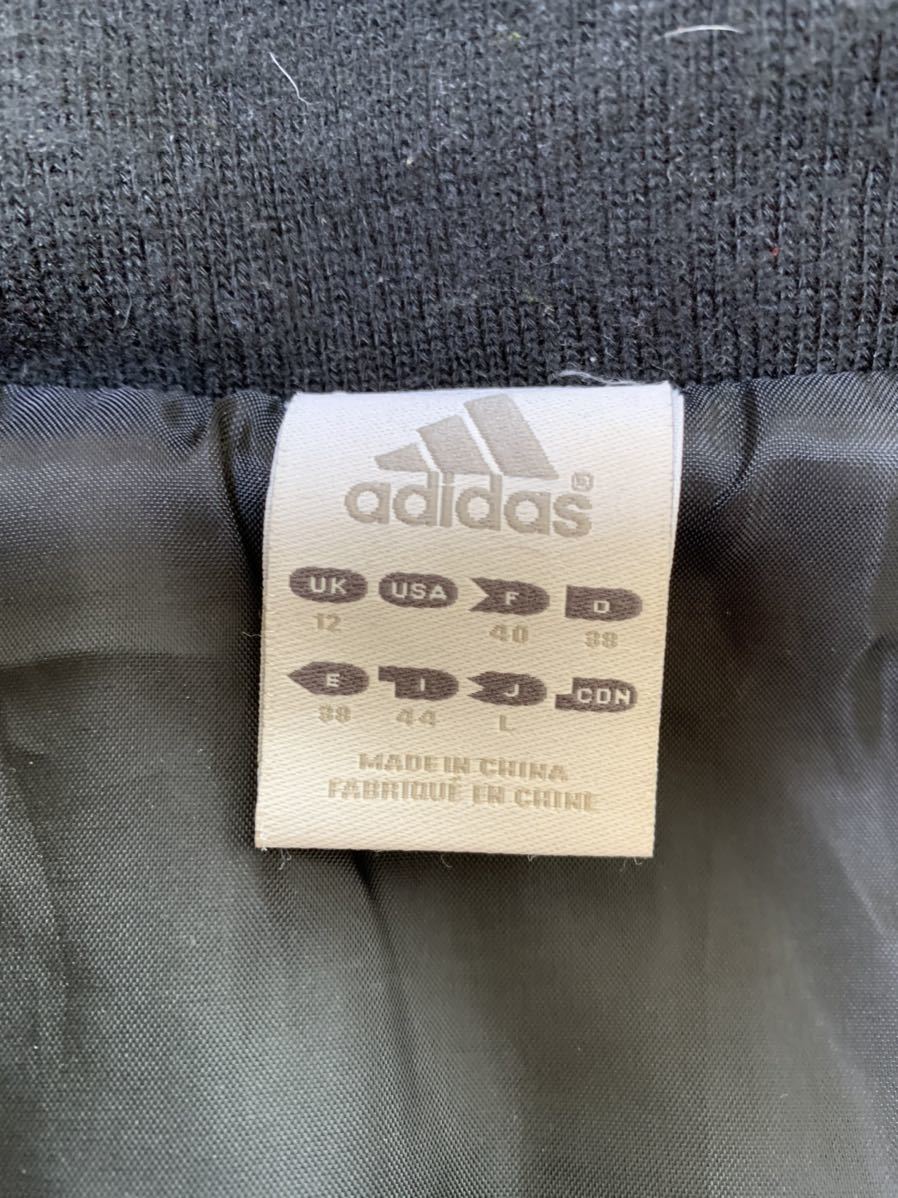 adidas®
UK USA F D
12 40 38
E I J CDN
38 44 L
MADE IN CHINA
FABRIQUÉ EN CHINE